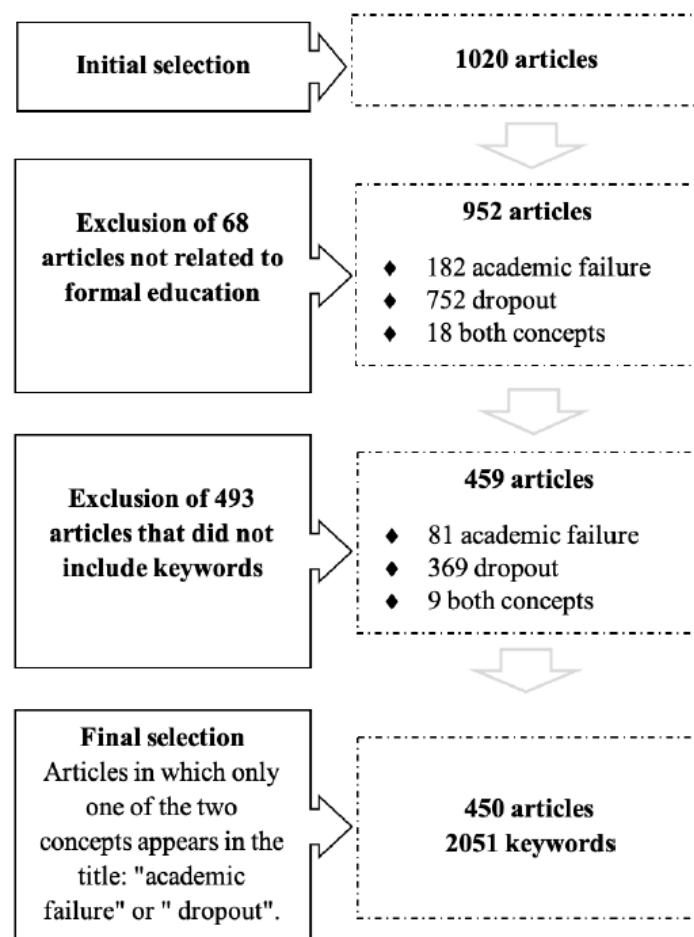 Initial selection
1020 articles
Exclusion of 68
articles not related to
formal education
952 articles
♦ 182 academic failure
♦ 752 dropout
♦ 18 both concepts
Exclusion of 493
articles that did not
include keywords
459 articles
♦ 81 academic failure
♦ 369 dropout
♦ 9 both concepts
Final selection
Articles in which only
one of the two
concepts appears in the
title: "academic
failure" or " dropout".
450 articles
2051 keywords